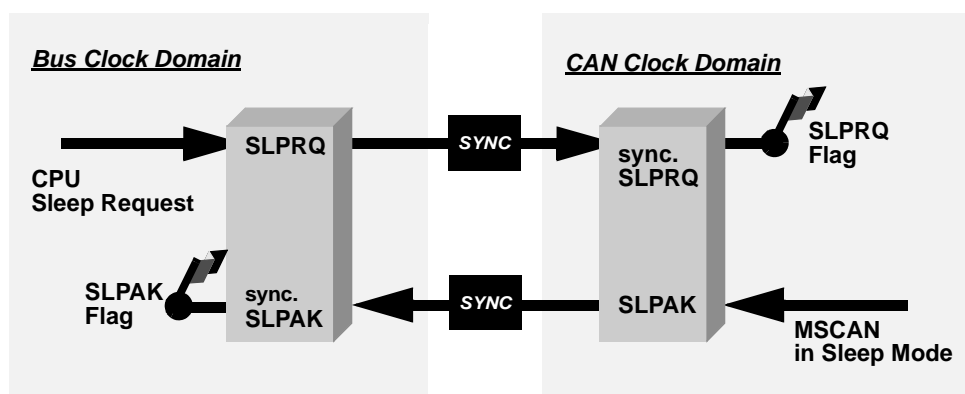 Bus Clock Domain
CAN Clock Domain
SLPRQ
SYNC
sync.
SLPRQ
SLPRQ
Flag
CPU
Sleep Request
SLPAK
Flag
sync.
SLPAK
SYNC
SLPAK
MSCAN
in Sleep Mode